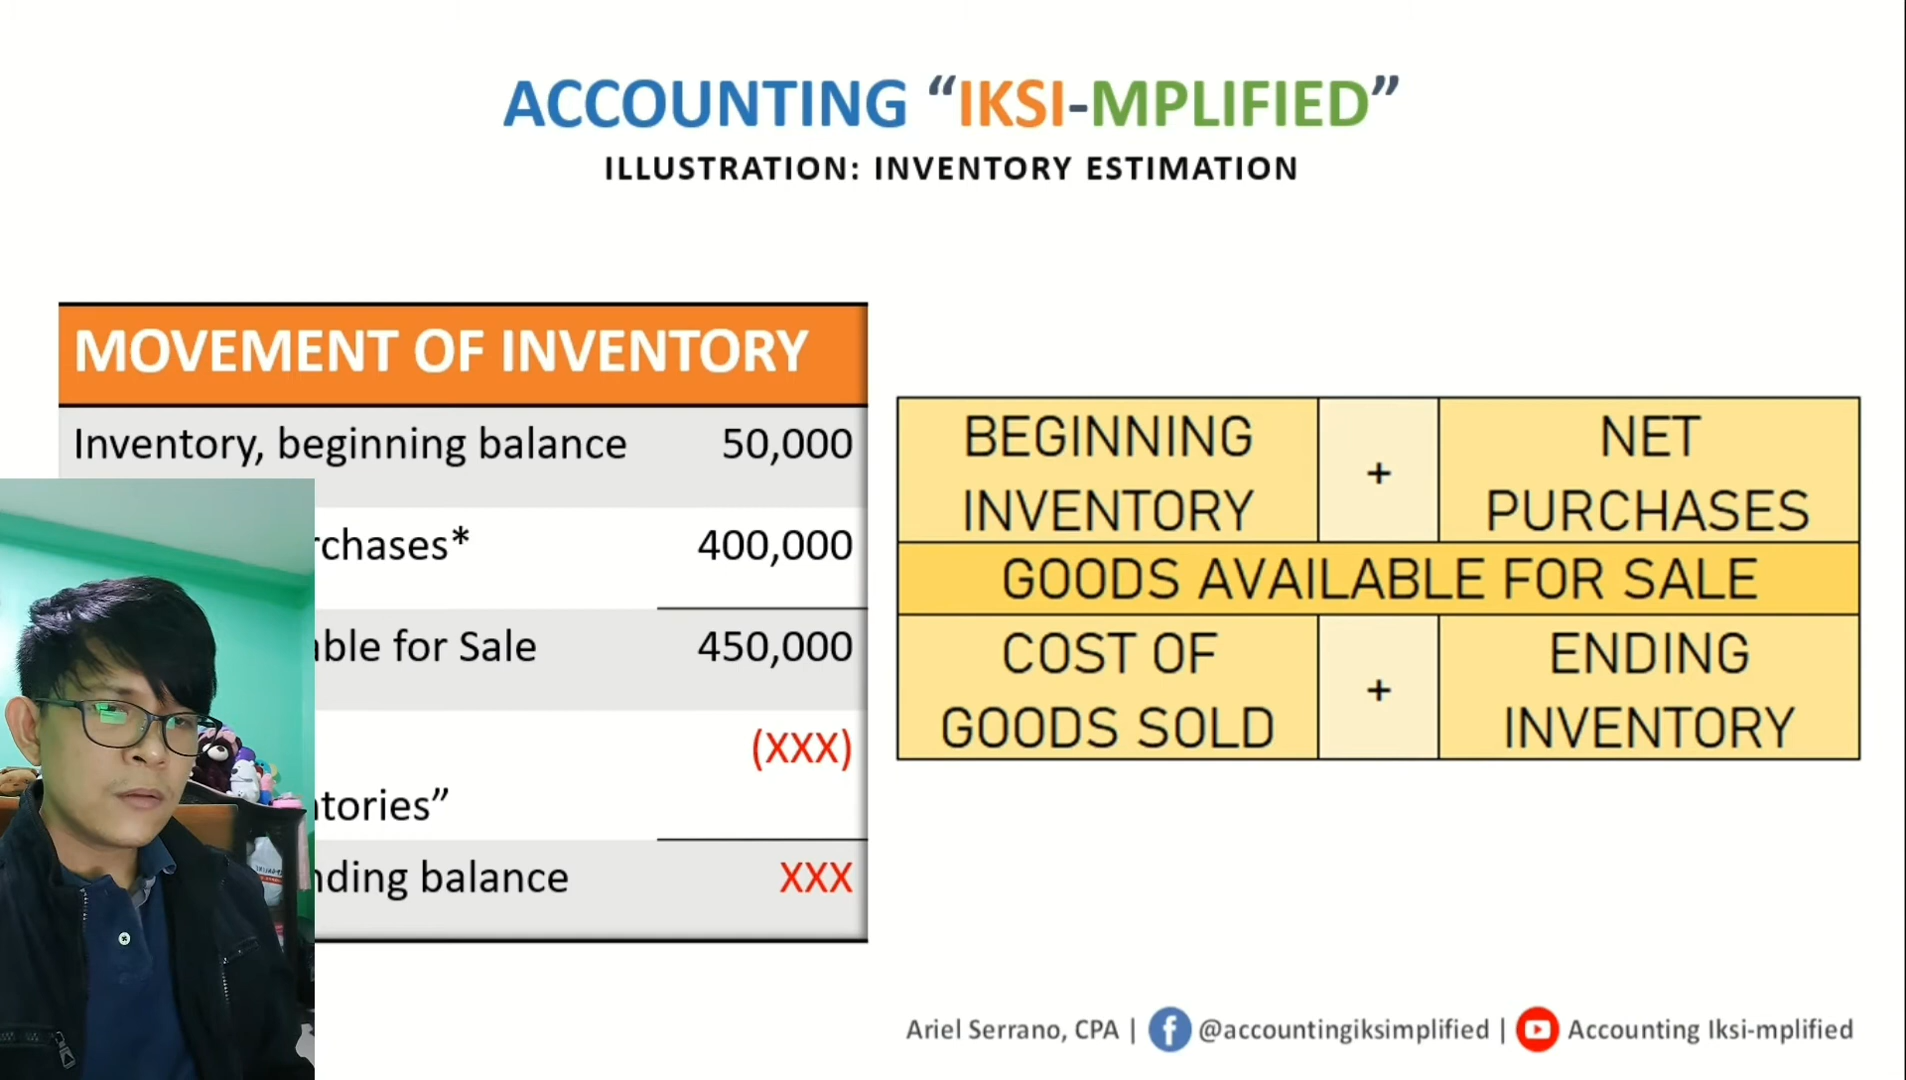 ACCOUNTING “IKSI-MPLIFIED”
ILLUSTRATION: INVENTORY ESTIMATION
MOVEMENT OF INVENTORY
Inventory, beginning balance 50,000
rchases* 400,000
able for Sale 450,000
(XXX)
ntories”
nding balance XXX
BEGINNING INVENTORY + NET PURCHASES
GOODS AVAILABLE FOR SALE
COST OF GOODS SOLD + ENDING INVENTORY
Ariel Serrano, CPA | @accountingiksimplified | Accounting Iksi-mplified